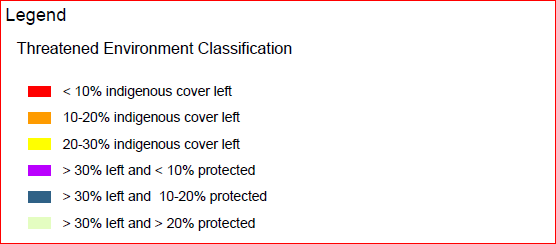 Legend
Threatened Environment Classification
< 10% indigenous cover left
10-20% indigenous cover left
20-30% indigenous cover left
> 30% left and < 10% protected
> 30% left and  10-20% protected
> 30% left and > 20% protected